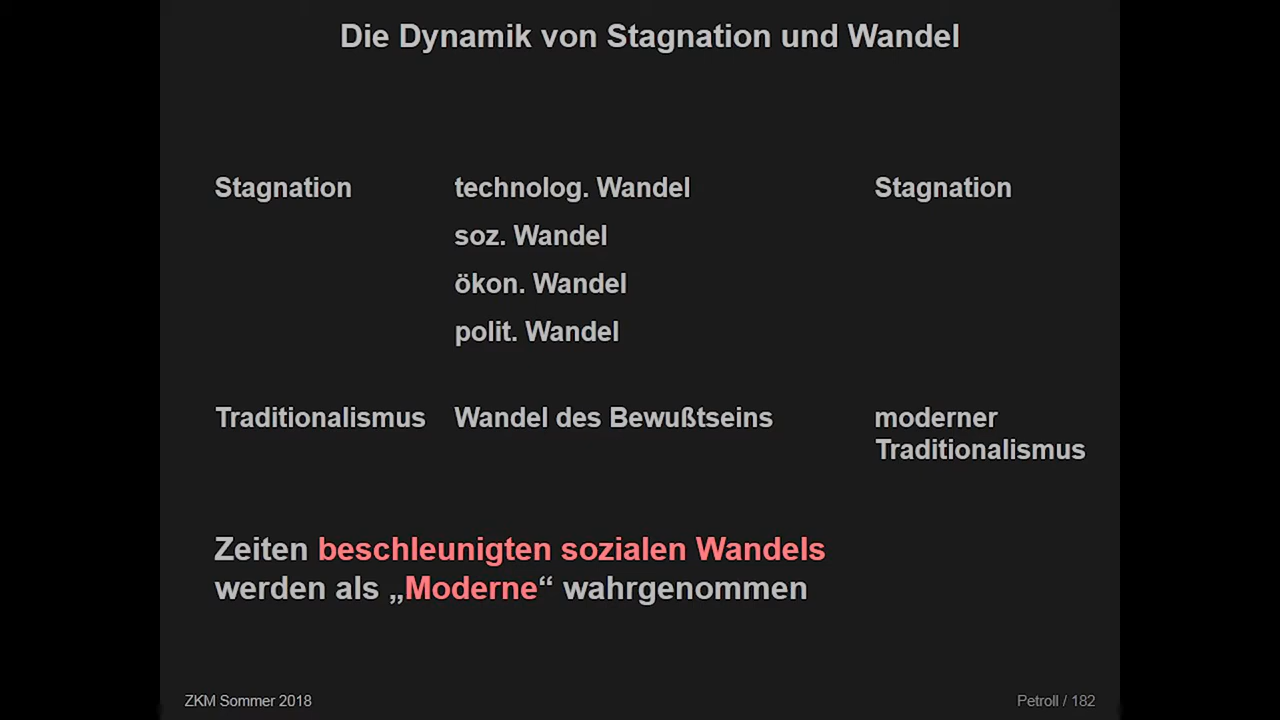 Die Dynamik von Stagnation und Wandel
Stagnation technolog. Wandel Stagnation
soz. Wandel
ökon. Wandel
polit. Wandel
Traditionalismus Wandel des Bewußtseins moderner
Traditionalismus
Zeiten beschleunigten sozialen Wandels
werden als „Moderne“ wahrgenommen
ZKM Sommer 2018 Petroll / 182